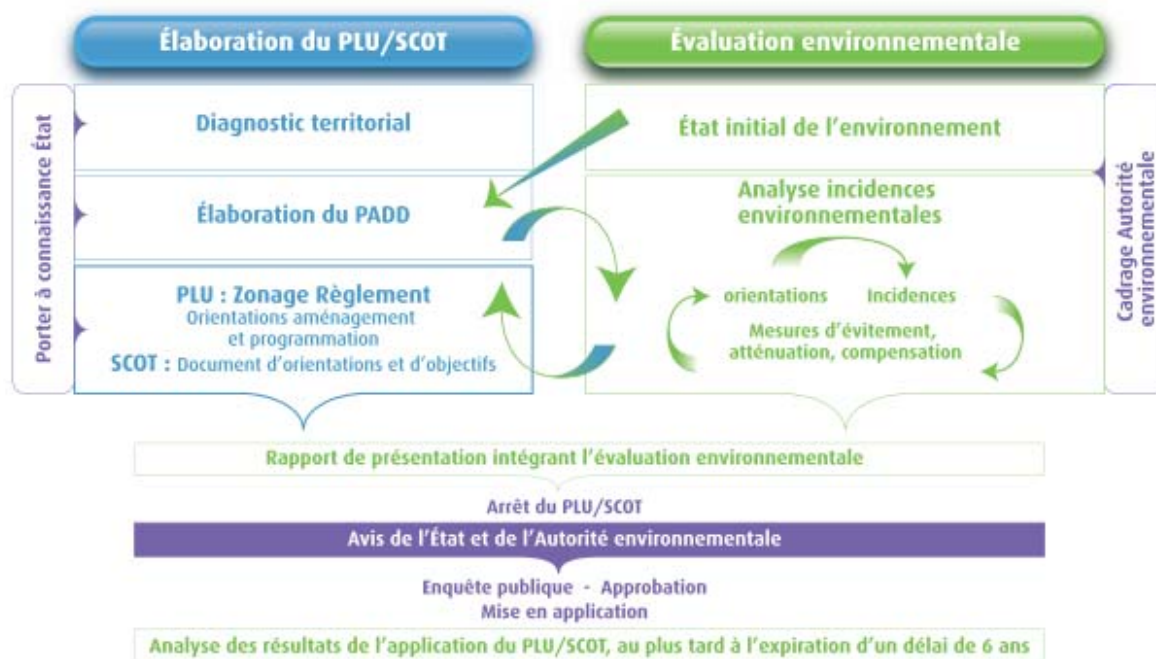 Élaboration du PLU/SCOT
Évaluation environnementale
Porter à connaissance État
Diagnostic territorial
Élaboration du PADD
PLU : Zonage Règlement
Orientations aménagement
et programmation
SCOT : Document d'orientations et d'objectifs
État initial de l'environnement
Analyse incidences
environnementales
orientations
Incidences
Mesures d'évitement,
atténuation, compensation
Cadrage Autorité
environnementale
Rapport de présentation intégrant l'évaluation environnementale
Arrêt du PLU/SCOT
Avis de l'État et de l'Autorité environnementale
Enquête publique - Approbation
Mise en application
Analyse des résultats de l'application du PLU/SCOT, au plus tard à l'expiration d'un délai de 6 ans